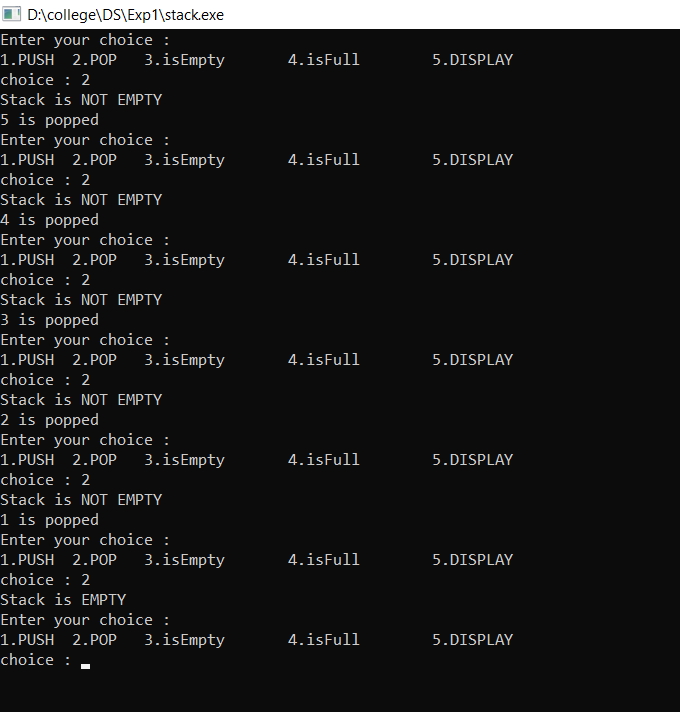 D:\college\DS\Exp1\stack.exe
Enter your choice :
1.PUSH  2.POP   3.isEmpty       4.isFull        5.DISPLAY
choice : 2
Stack is NOT EMPTY
5 is popped
Enter your choice :
1.PUSH  2.POP   3.isEmpty       4.isFull        5.DISPLAY
choice : 2
Stack is NOT EMPTY
4 is popped
Enter your choice :
1.PUSH  2.POP   3.isEmpty       4.isFull        5.DISPLAY
choice : 2
Stack is NOT EMPTY
3 is popped
Enter your choice :
1.PUSH  2.POP   3.isEmpty       4.isFull        5.DISPLAY
choice : 2
Stack is NOT EMPTY
2 is popped
Enter your choice :
1.PUSH  2.POP   3.isEmpty       4.isFull        5.DISPLAY
choice : 2
Stack is NOT EMPTY
1 is popped
Enter your choice :
1.PUSH  2.POP   3.isEmpty       4.isFull        5.DISPLAY
choice : 2
Stack is EMPTY
Enter your choice :
1.PUSH  2.POP   3.isEmpty       4.isFull        5.DISPLAY
choice :